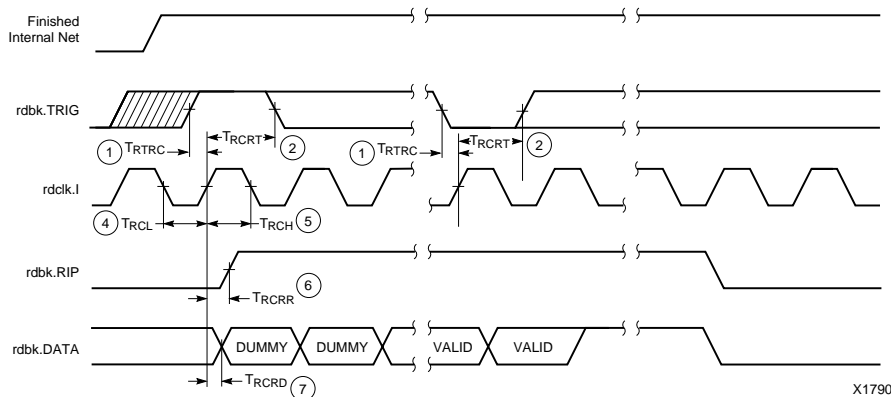 Finished
Internal Net
rdbk.TRIG
TRCRT
TRCRT
1
TRTRC
2
1
TRTRC
2
rdclk.I
4
TRCL
TRCH
5
rdbk.RIP
TRCRR
6
rdbk.DATA
DUMMY
DUMMY
VALID
VALID
TRCRD
7
X1790